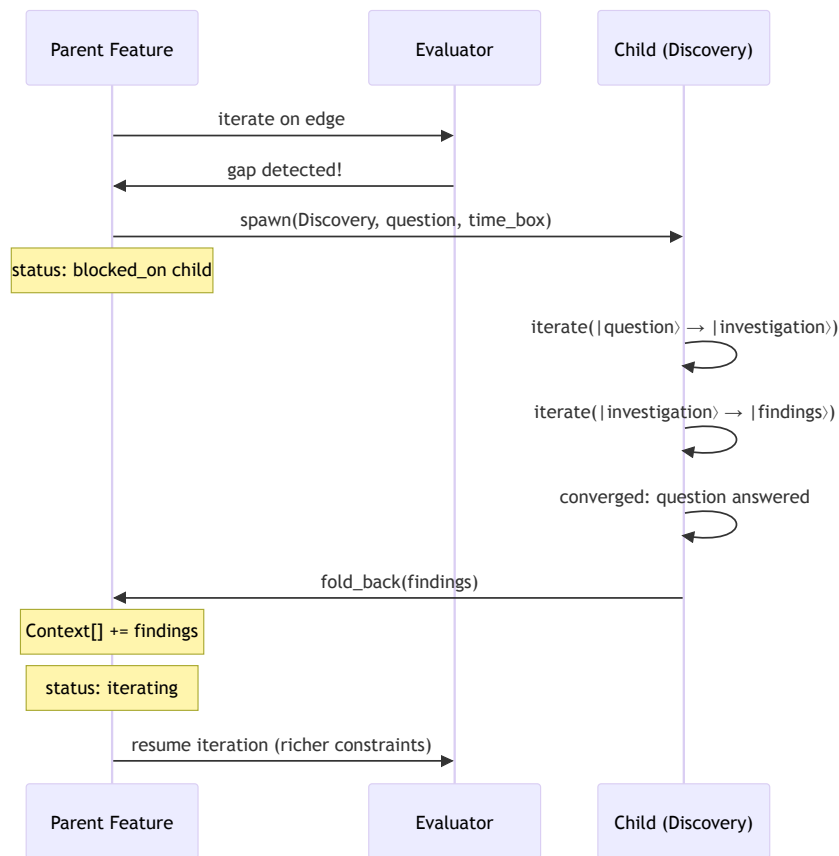 Parent Feature
Evaluator
Child (Discovery)
iterate on edge
gap detected!
spawn(Discovery, question, time_box)
status: blocked_on child
iterate(|question⟩ → |investigation⟩)
iterate(|investigation⟩ → |findings⟩)
converged: question answered
fold_back(findings)
Context[] += findings
status: iterating
resume iteration (richer constraints)
Parent Feature
Evaluator
Child (Discovery)